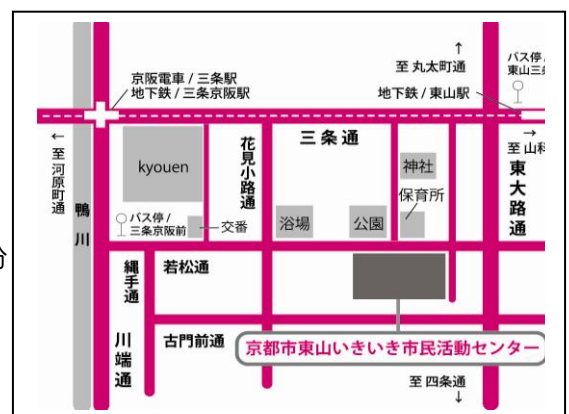 ↑
至 丸太町通
バス停 /
東山三条
京阪電車 / 三条駅
地下鉄 / 三条京阪駅
地下鉄 / 東山駅
←
至 河原町通
鴨川
kyouen
花見小路通
三条通
神社
保育所
→
至 山科
東大路通
バス停 /
三条京阪前
交番
浴場
公園
分
縄手通
若松通
川端通
古門前通
京都市東山いきいき市民活動センター
至 四条通
↓